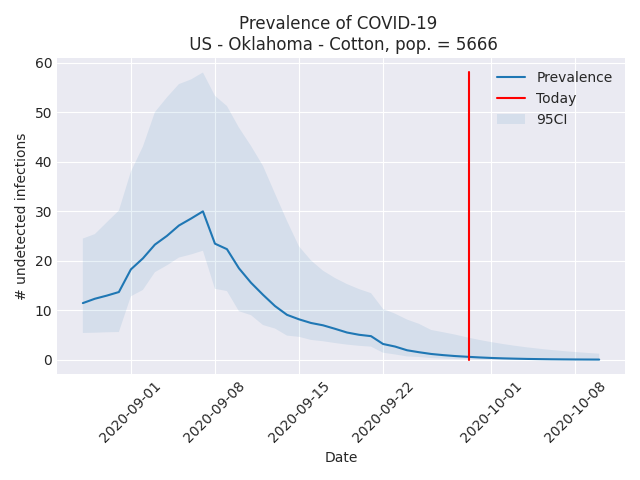 Prevalence of COVID-19
US - Oklahoma - Cotton, pop. = 5666
Prevalence
Today
95CI
# undetected infections
60
50
40
30
20
10
0
2020-09-01
2020-09-08
2020-09-15
2020-09-22
2020-10-01
2020-10-08
Date